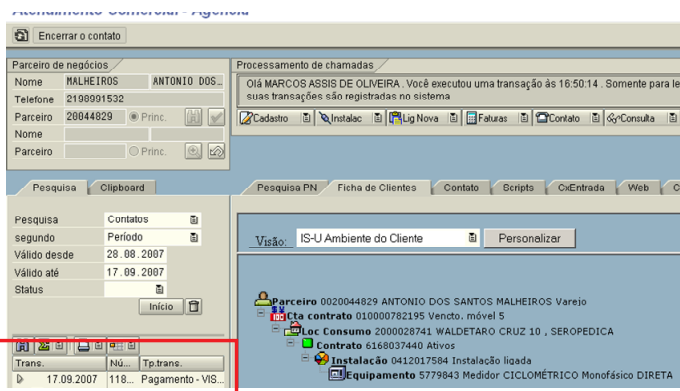 Atendimento Comercial - Agência
Encerrar o contato
Parceiro de negócios
Nome MALHEIROS ANTONIO DOS…
Telefone 2198991532
Parceiro 20044829 Princ.
Nome
Parceiro Princ.
Processamento de chamadas
Olá MARCOS ASSIS DE OLIVEIRA . Você executou uma transação às 16:50:14 . Somente para le
suas transações são registradas no sistema
Cadastro Instalac Lig Nova Faturas Contato Consulta
Pesquisa Clipboard
Pesquisa Contatos
segundo Período
Válido desde 28.08.2007
Válido até 17.09.2007
Status
Início
Trans. Nú... Tp.trans.
17.09.2007 118... Pagamento - VIS...
Pesquisa PN Ficha de Clientes Contato Scripts CxEntrada Web C
Visão: IS-U Ambiente do Cliente Personalizar
Parceiro 0020044829 ANTONIO DOS SANTOS MALHEIROS Varejo
Cta contrato 010000782195 Vencto. móvel 5
Loc Consumo 2000028741 WALDETARO CRUZ 10 , SEROPEDICA
Contrato 6168037440 Ativos
Instalação 0412017584 Instalação ligada
Equipamento 5779843 Medidor CICLOMÉTRICO Monofásico DIRETA